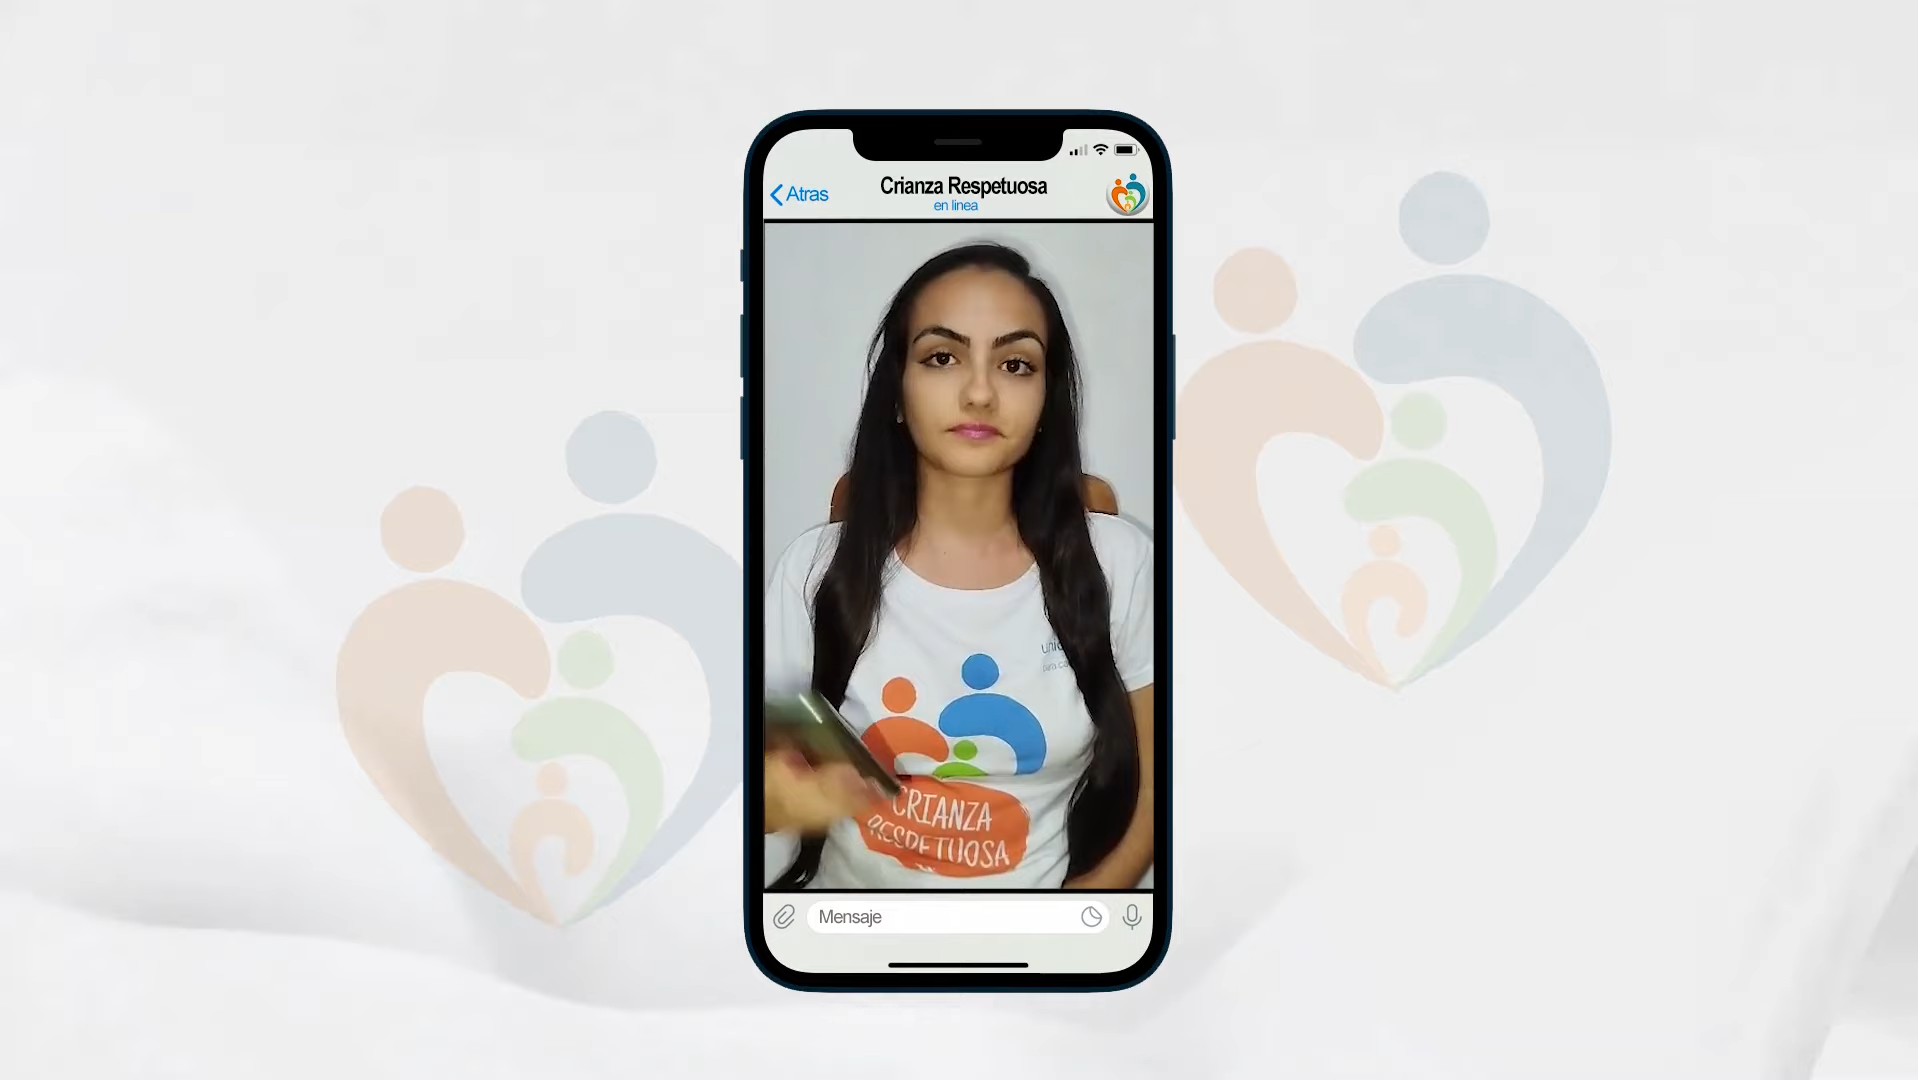 Atras
Crianza Respetuosa
en linea
CRIANZA
RESPETUOSA
Mensaje